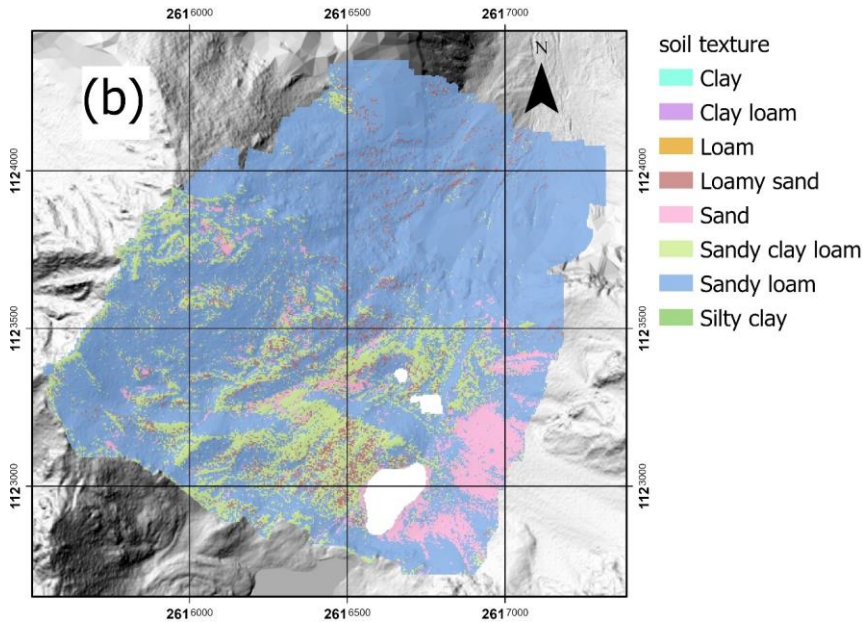 261 6000 261 6500 261 7000
(b)
N
112 4000 112 4000
112 3500 112 3500
112 3000 112 3000
261 6000 261 6500 261 7000
soil texture
Clay
Clay loam
Loam
Loamy sand
Sand
Sandy clay loam
Sandy loam
Silty clay